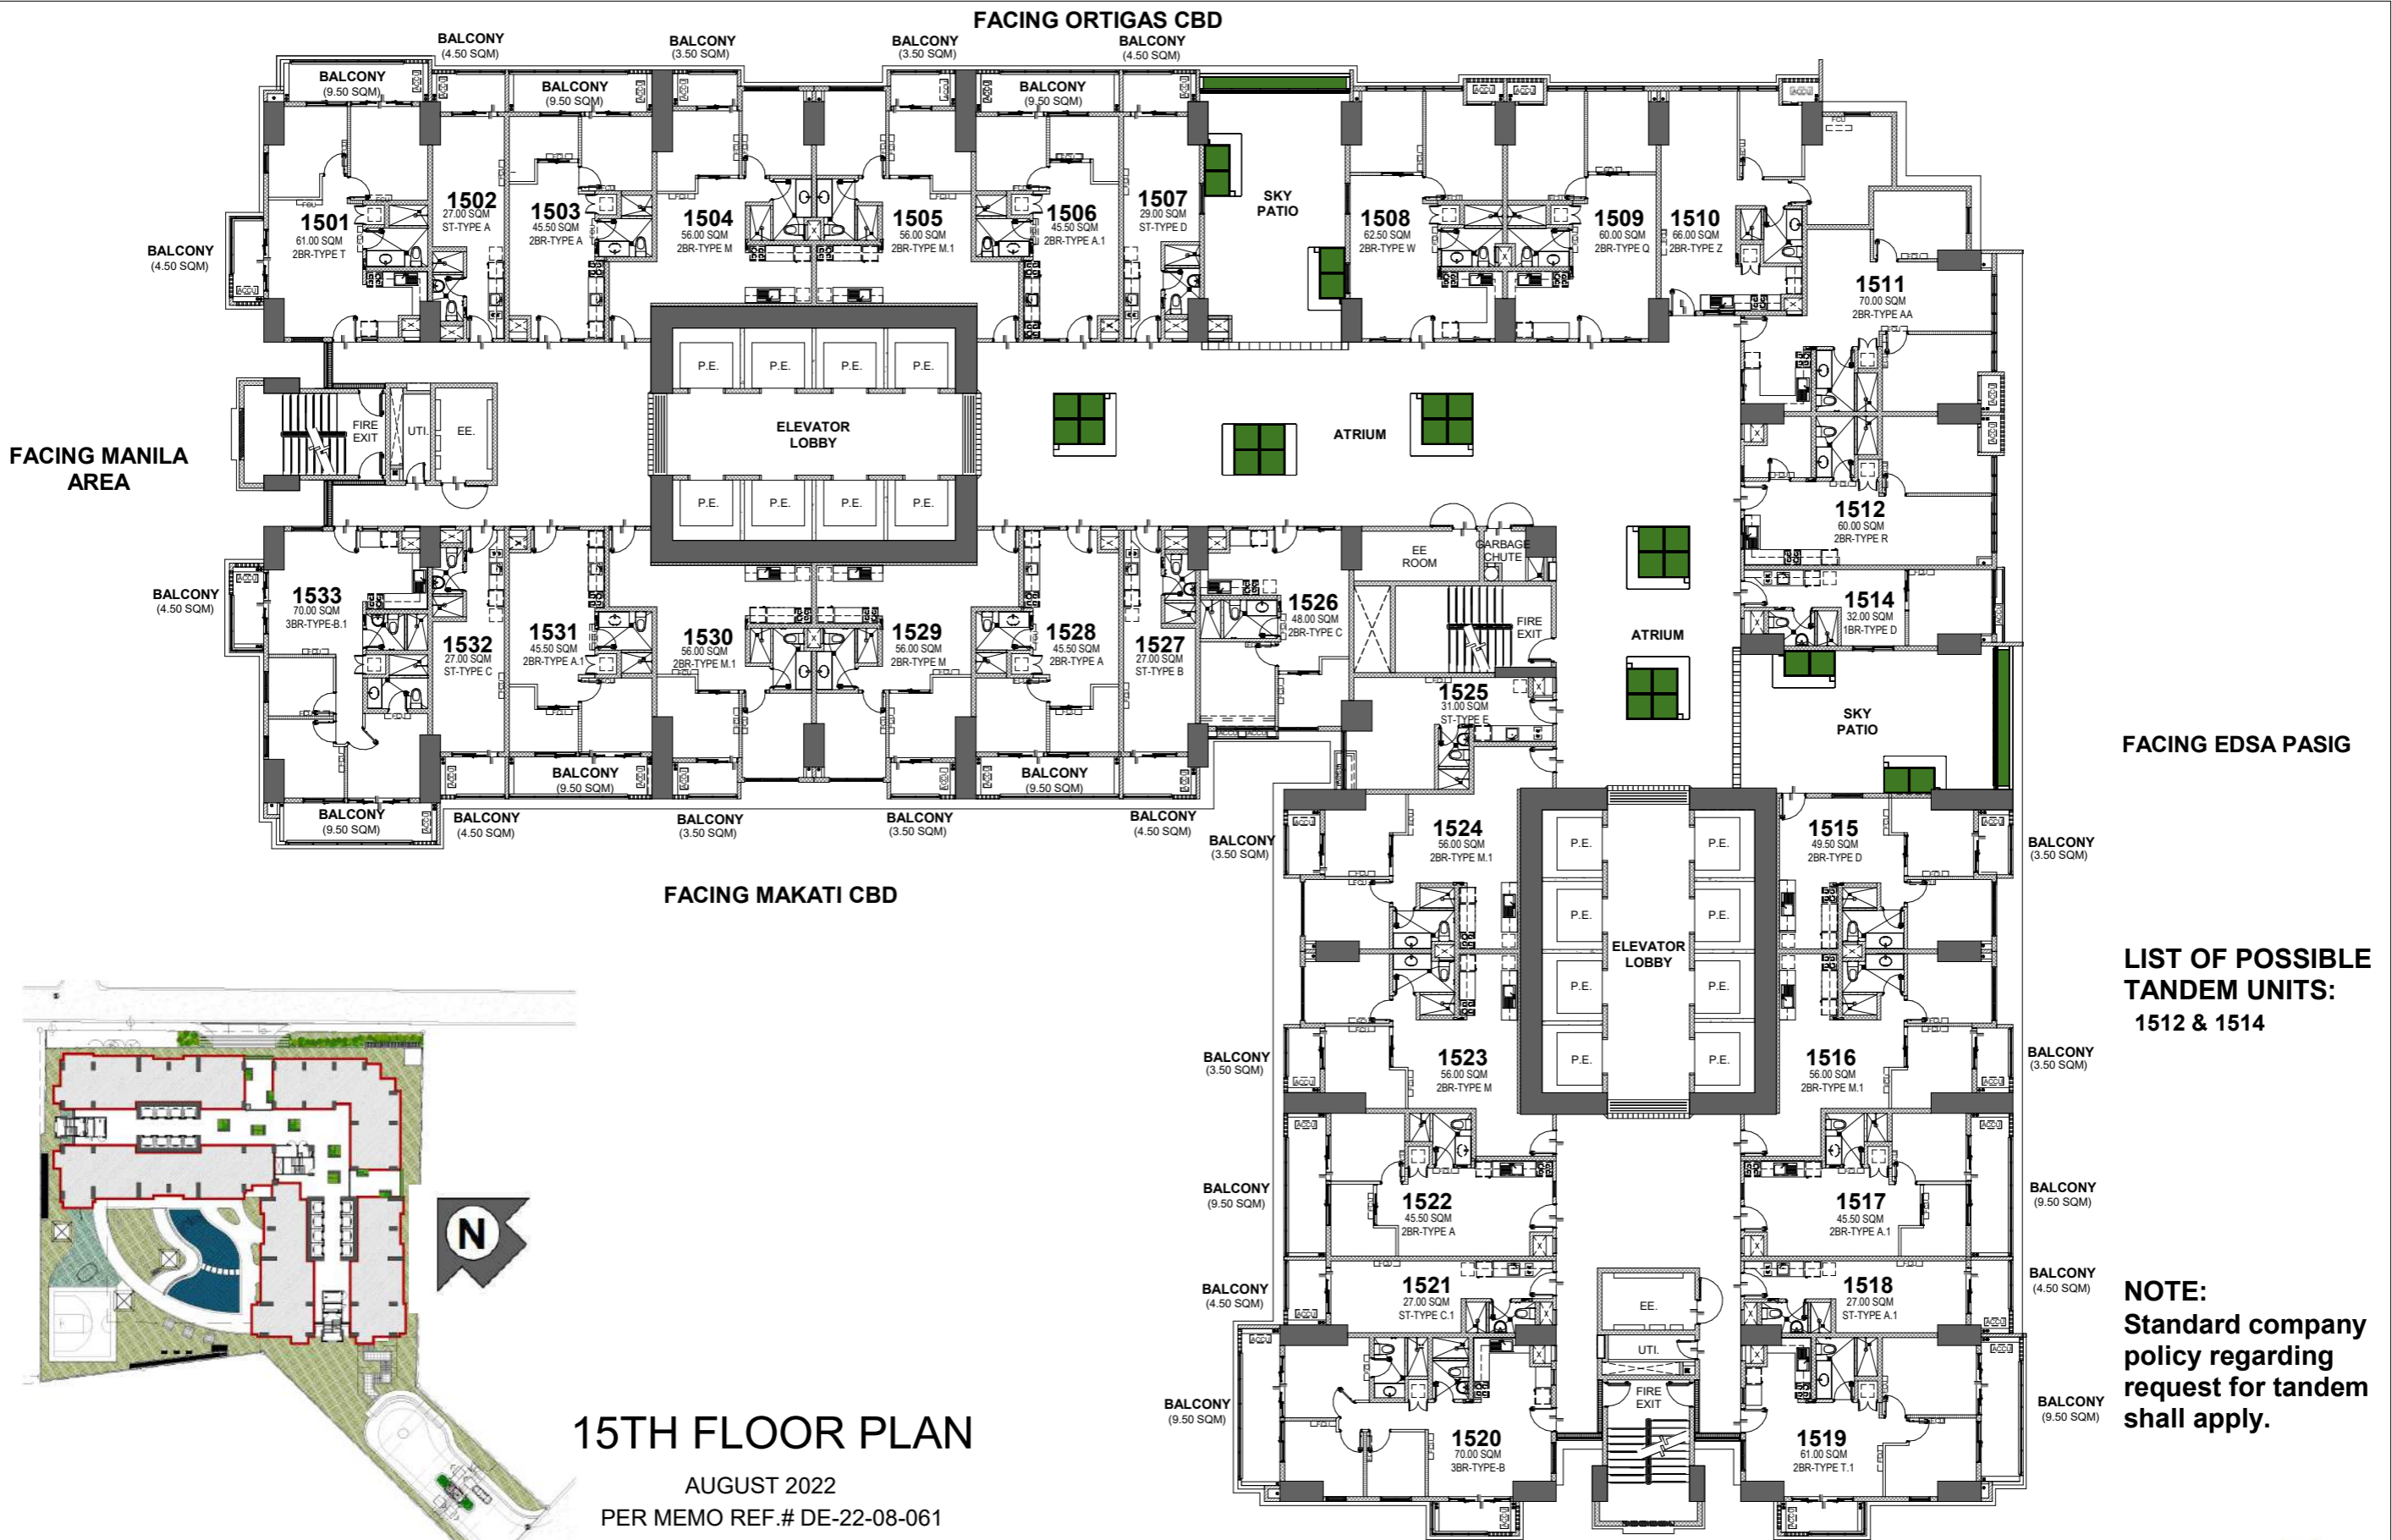 FACING ORTIGAS CBD
BALCONY
(4.50 SQM)
BALCONY
(3.50 SQM)
BALCONY
(3.50 SQM)
BALCONY
(4.50 SQM)
BALCONY
(9.50 SQM)
BALCONY
(9.50 SQM)
BALCONY
(9.50 SQM)
BALCONY
(4.50 SQM)
1501
61.00 SQM
2BR-TYPE T
1502
27.00 SQM
ST-TYPE A
1503
45.50 SQM
2BR-TYPE A
1504
56.00 SQM
2BR-TYPE M
1505
56.00 SQM
2BR-TYPE M.1
1506
45.50 SQM
2BR-TYPE A.1
1507
29.00 SQM
ST-TYPE D
SKY
PATIO
1508
62.50 SQM
2BR-TYPE W
1509
60.00 SQM
2BR-TYPE Q
1510
66.00 SQM
2BR-TYPE Z
1511
70.00 SQM
2BR-TYPE AA
ACCU
ACCU
ACCU
ACCU
FCU
FCU
P.E.
P.E.
P.E.
P.E.
ELEVATOR
LOBBY
P.E.
P.E.
P.E.
P.E.
FIRE
EXIT
UTI.
EE.
ATRIUM
FACING MANILA
AREA
1512
60.00 SQM
2BR-TYPE R
1514
32.00 SQM
1BR-TYPE D
ACCU
ATRIUM
SKY
PATIO
FACING EDSA PASIG
EE
ROOM
GARBAGE
CHUTE
FIRE
EXIT
BALCONY
(4.50 SQM)
ACCU
1533
70.00 SQM
3BR-TYPE-B.1
1532
27.00 SQM
ST-TYPE C
1531
45.50 SQM
2BR-TYPE A.1
1530
56.00 SQM
2BR-TYPE M.1
1529
56.00 SQM
2BR-TYPE M
1528
45.50 SQM
2BR-TYPE A
1527
27.00 SQM
ST-TYPE B
1526
48.00 SQM
2BR-TYPE C
1525
31.00 SQM
ST-TYPE E
ACCU ACCU
BALCONY
(9.50 SQM)
BALCONY
(9.50 SQM)
BALCONY
(9.50 SQM)
BALCONY
(4.50 SQM)
BALCONY
(3.50 SQM)
BALCONY
(3.50 SQM)
BALCONY
(4.50 SQM)
FACING MAKATI CBD
BALCONY
(3.50 SQM)
ACCU
1524
56.00 SQM
2BR-TYPE M.1
P.E.
P.E.
P.E.
P.E.
ELEVATOR
LOBBY
P.E.
P.E.
P.E.
P.E.
1515
49.50 SQM
2BR-TYPE D
BALCONY
(3.50 SQM)
BALCONY
(3.50 SQM)
ACCU
1523
56.00 SQM
2BR-TYPE M
1516
56.00 SQM
2BR-TYPE M.1
BALCONY
(3.50 SQM)
LIST OF POSSIBLE
TANDEM UNITS:
1512 & 1514
ACCU
ACCU
BALCONY
(9.50 SQM)
1522
45.50 SQM
2BR-TYPE A
1517
45.50 SQM
2BR-TYPE A.1
BALCONY
(9.50 SQM)
BALCONY
(4.50 SQM)
ACCU
1521
27.00 SQM
ST-TYPE C.1
EE.
1518
27.00 SQM
ST-TYPE A.1
ACCU
BALCONY
(4.50 SQM)
UTI.
ACCU
ACCU
BALCONY
(9.50 SQM)
1520
70.00 SQM
3BR-TYPE-B
FIRE
EXIT
1519
61.00 SQM
2BR-TYPE T.1
BALCONY
(9.50 SQM)
NOTE:
Standard company
policy regarding
request for tandem
shall apply.
N
15TH FLOOR PLAN
AUGUST 2022
PER MEMO REF.# DE-22-08-061